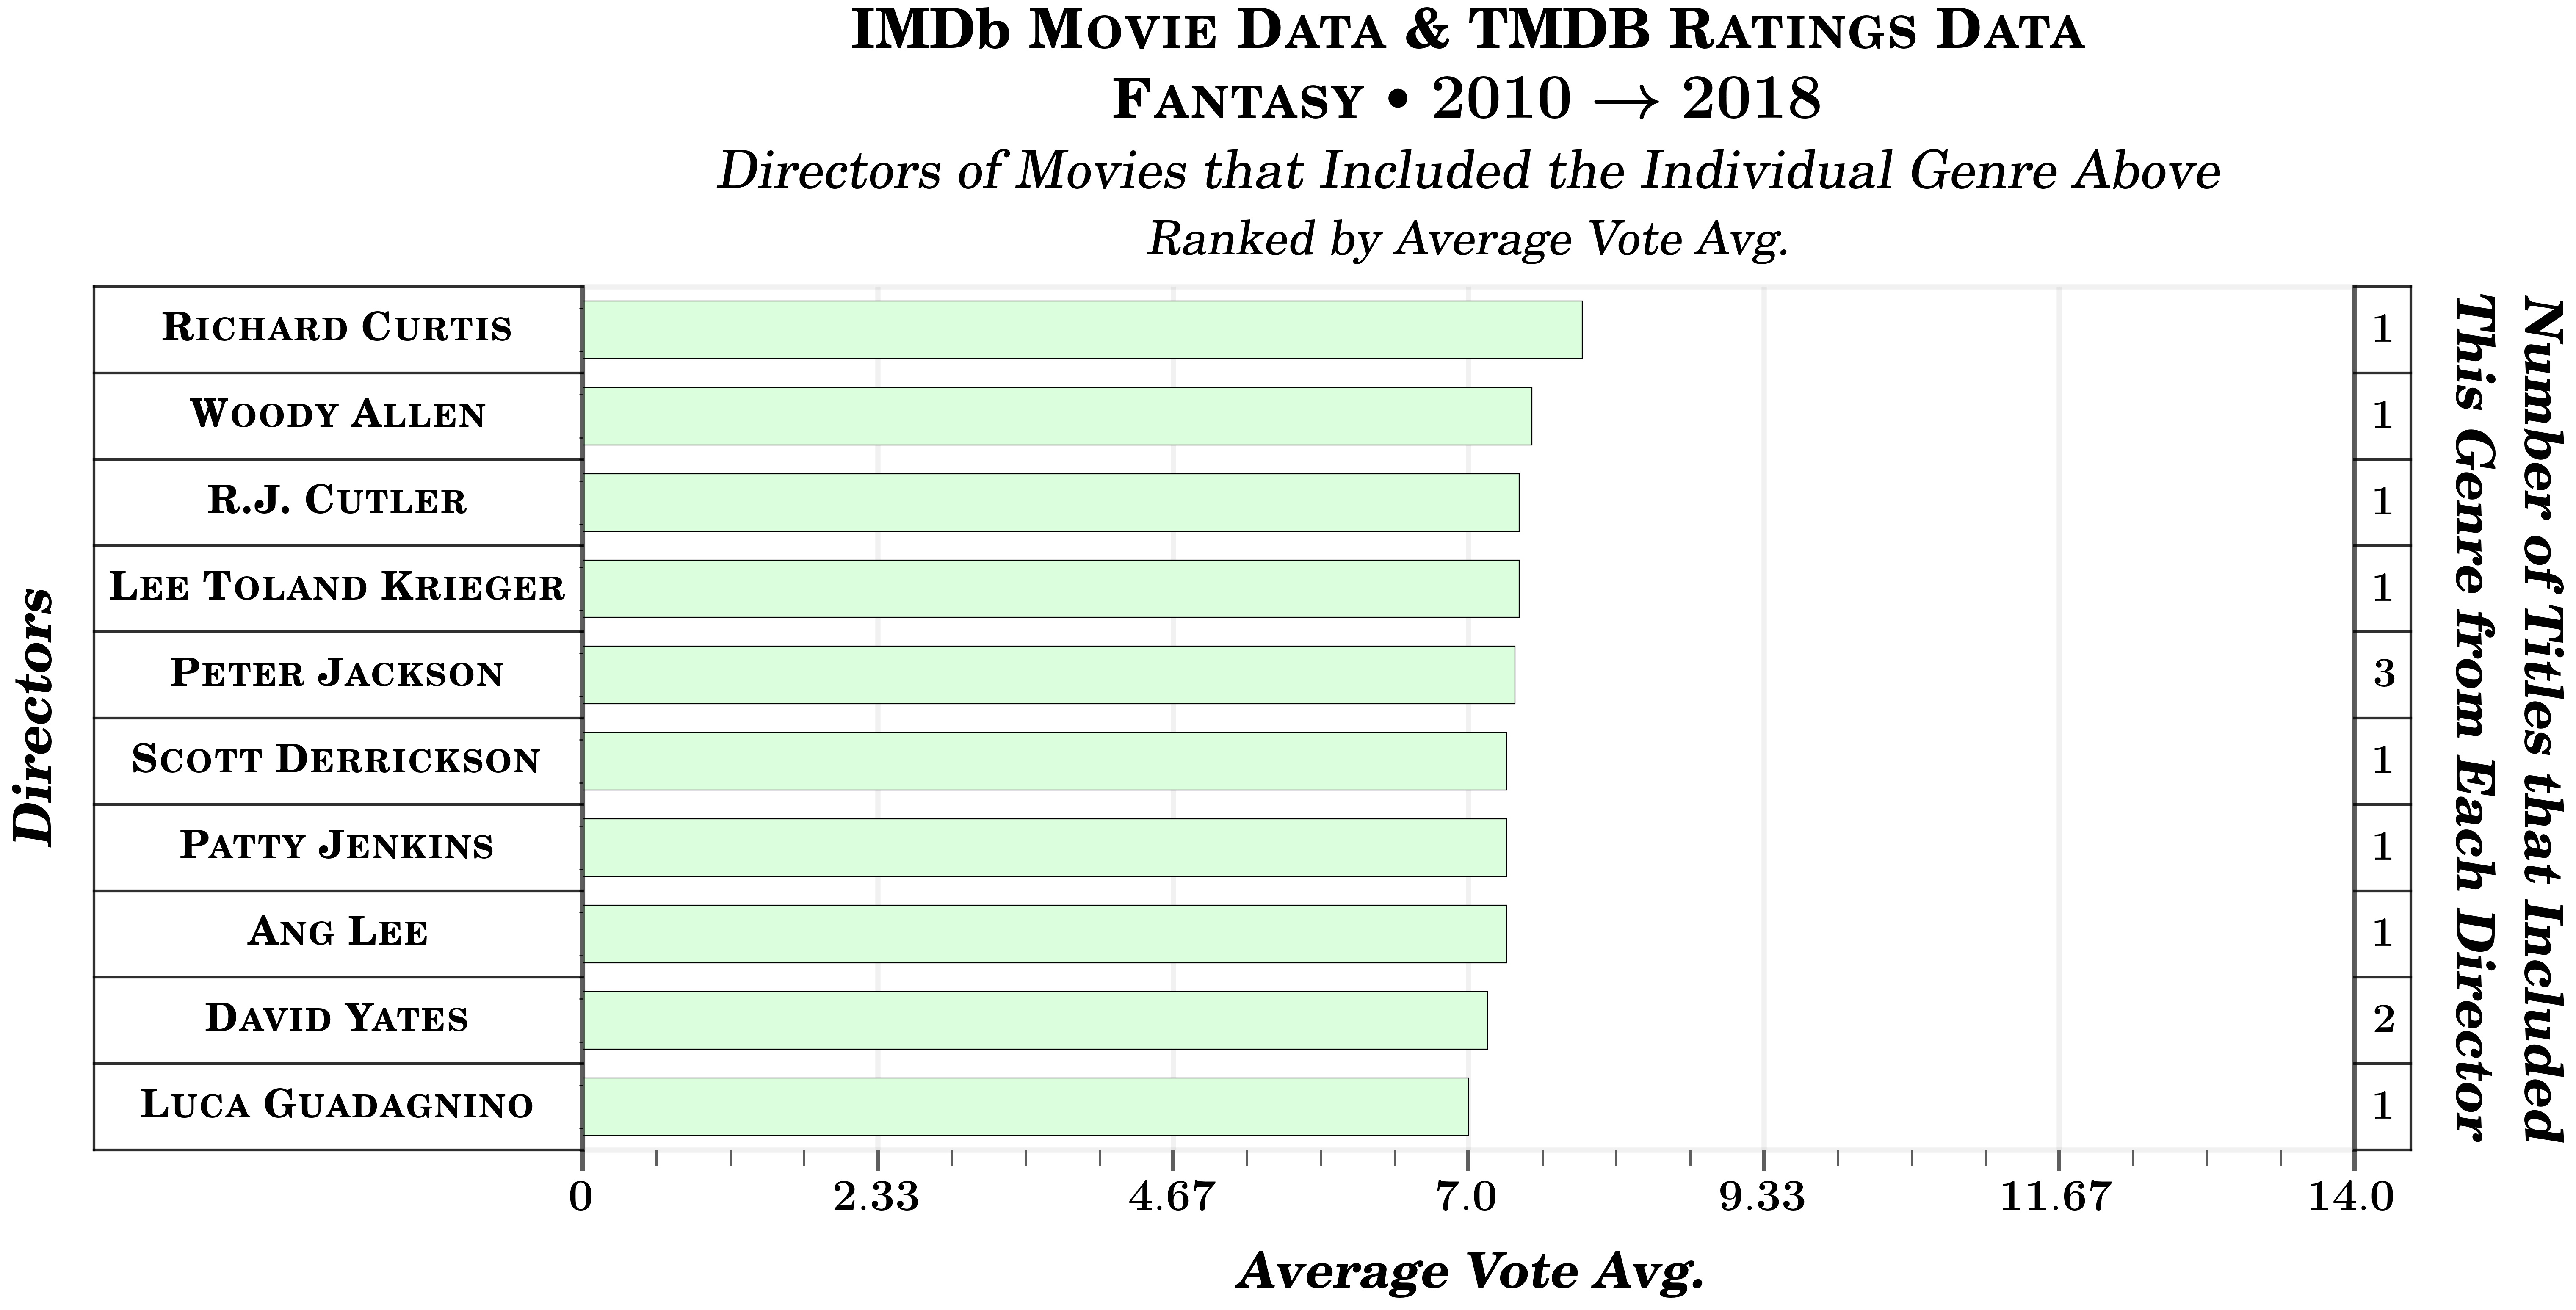 IMDb Movie Data & TMDB Ratings Data
Fantasy • 2010 → 2018
Directors of Movies that Included the Individual Genre Above
Ranked by Average Vote Avg.
Directors
Richard Curtis 1
Woody Allen 1
R.J. Cutler 1
Lee Toland Krieger 1
Peter Jackson 3
Scott Derrickson 1
Patty Jenkins 1
Ang Lee 1
David Yates 2
Luca Guadagnino 1
Number of Titles that Included
This Genre from Each Director
0 2.33 4.67 7.0 9.33 11.67 14.0
Average Vote Avg.